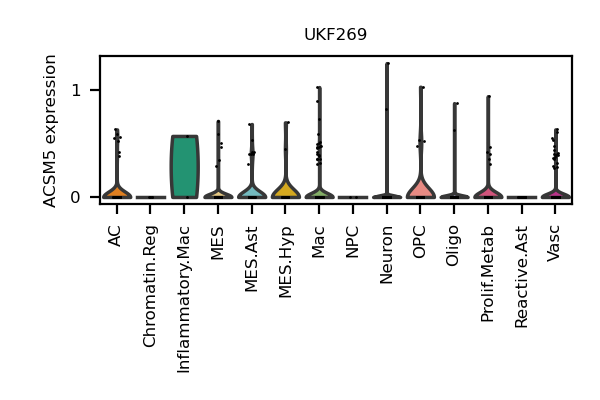 UKF269
ACSM5 expression
1
0
AC
Chromatin.Reg
Inflammatory.Mac
MES
MES.Ast
MES.Hyp
Mac
NPC
Neuron
OPC
Oligo
Prolif.Metab
Reactive.Ast
Vasc